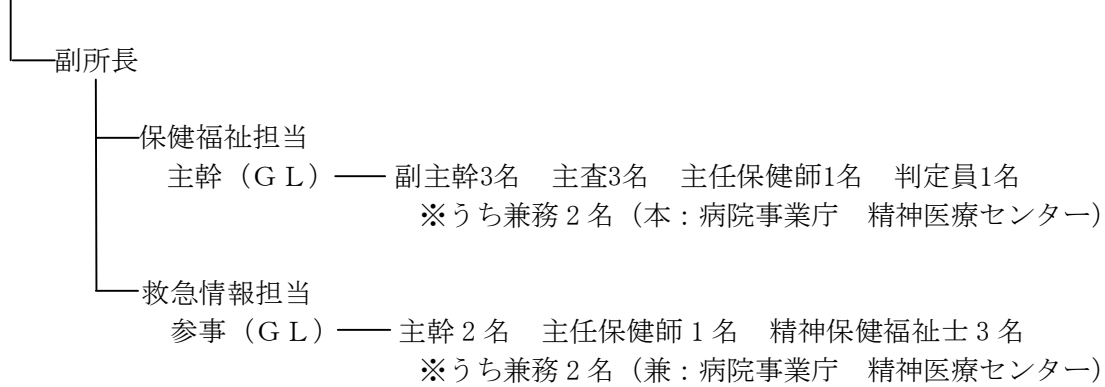 副所長
保健福祉担当
主幹（ＧＬ） 副主幹3名　主査3名　主任保健師1名　判定員1名
※うち兼務２名（本：病院事業庁　精神医療センター）
救急情報担当
参事（ＧＬ） 主幹２名　主任保健師１名　精神保健福祉士３名
※うち兼務２名（兼：病院事業庁　精神医療センター）